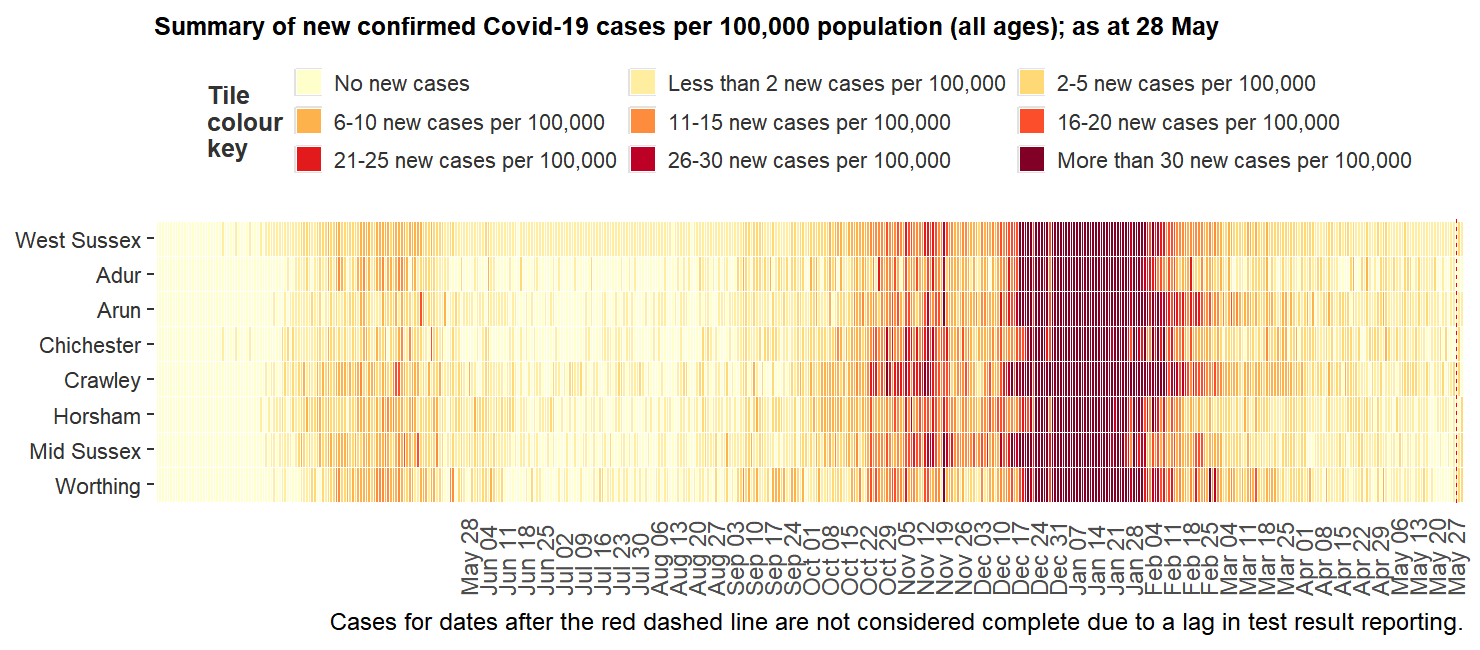 Summary of new confirmed Covid-19 cases per 100,000 population (all ages); as at 28 May
Tile
colour
key
No new cases
Less than 2 new cases per 100,000
2-5 new cases per 100,000
6-10 new cases per 100,000
11-15 new cases per 100,000
16-20 new cases per 100,000
21-25 new cases per 100,000
26-30 new cases per 100,000
More than 30 new cases per 100,000
West Sussex
Adur
Arun
Chichester
Crawley
Horsham
Mid Sussex
Worthing
May 28
Jun 04
Jun 11
Jun 18
Jun 25
Jul 02
Jul 09
Jul 16
Jul 23
Jul 30
Aug 06
Aug 13
Aug 20
Aug 27
Sep 03
Sep 10
Sep 17
Sep 24
Oct 01
Oct 08
Oct 15
Oct 22
Oct 29
Nov 05
Nov 12
Nov 19
Nov 26
Dec 03
Dec 10
Dec 17
Dec 24
Dec 31
Jan 07
Jan 14
Jan 21
Jan 28
Feb 04
Feb 11
Feb 18
Feb 25
Mar 04
Mar 11
Mar 18
Mar 25
Apr 01
Apr 08
Apr 15
Apr 22
Apr 29
May 06
May 13
May 20
May 27
Cases for dates after the red dashed line are not considered complete due to a lag in test result reporting.